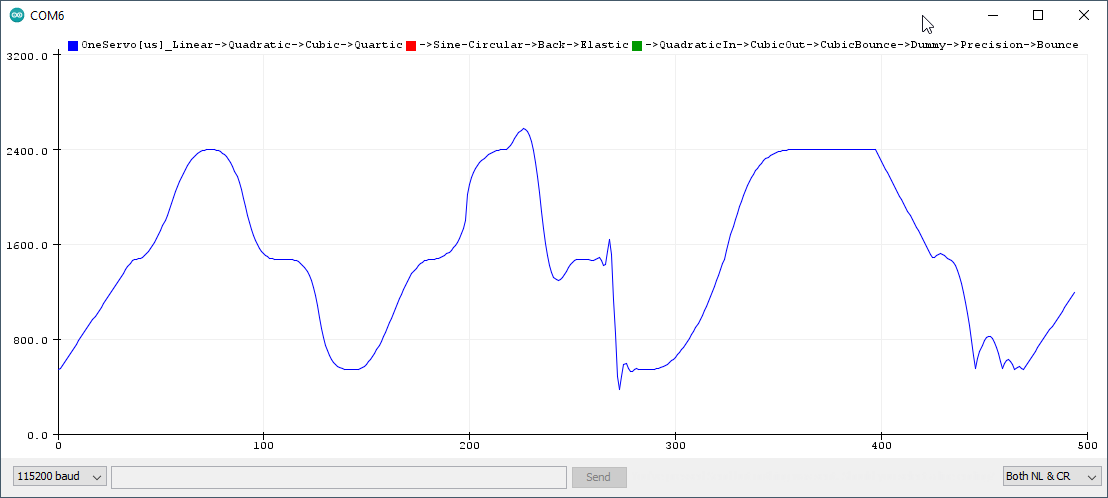 COM6
OneServo[us]_Linear->Quadratic->Cubic->Quartic ->Sine-Circular->Back->Elastic ->QuadraticIn->CubicOut->CubicBounce->Dummy->Precision->Bounce
3200.0
2400.0
1600.0
800.0
0.0
0 100 200 300 400 500
115200 baud Send Both NL & CR